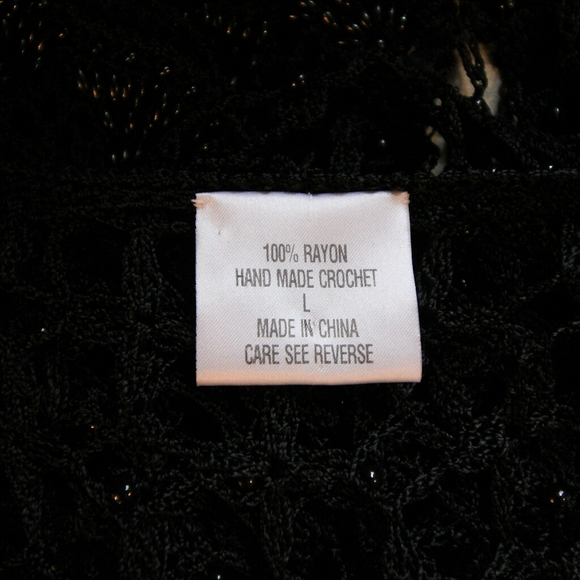 100% RAYON
HAND MADE CROCHET
L
MADE IN CHINA
CARE SEE REVERSE